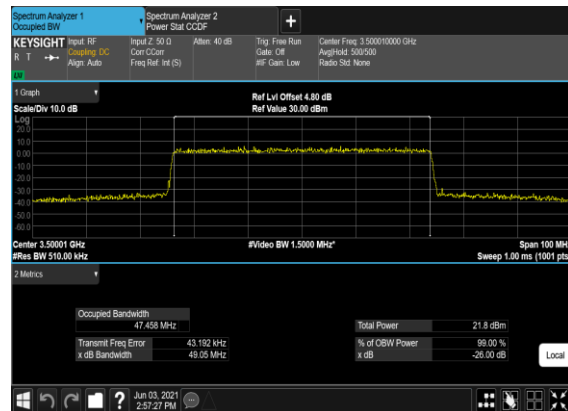 Spectrum Analyzer 1
Occupied BW
Spectrum Analyzer 2
Power Stat CCDF
KEYSIGHT
R T
LXI
Input: RF
Coupling: DC
Align: Auto
Input Z: 50 Ω
Corr CCorr
Freq Ref: Int (S)
Atten: 40 dB
Trig: Free Run
Gate: Off
#IF Gain: Low
Center Freq: 3.500010000 GHz
Avg|Hold: 500/500
Radio Std: None
1 Graph
Scale/Div 10.0 dB
Ref Lvl Offset 4.80 dB
Ref Value 30.00 dBm
Log
20.0
10.0
0.00
-10.0
-20.0
-30.0
-40.0
-50.0
-60.0
Center 3.50001 GHz
#Res BW 510.00 kHz
#Video BW 1.5000 MHz*
Span 100 MH
Sweep 1.00 ms (1001 pts
2 Metrics
Occupied Bandwidth
47.458 MHz
Transmit Freq Error 43.192 kHz
x dB Bandwidth 49.05 MHz
Total Power 21.8 dBm
% of OBW Power 99.00 %
x dB -26.00 dB
Local
?
Jun 03, 2021
2:57:27 PM